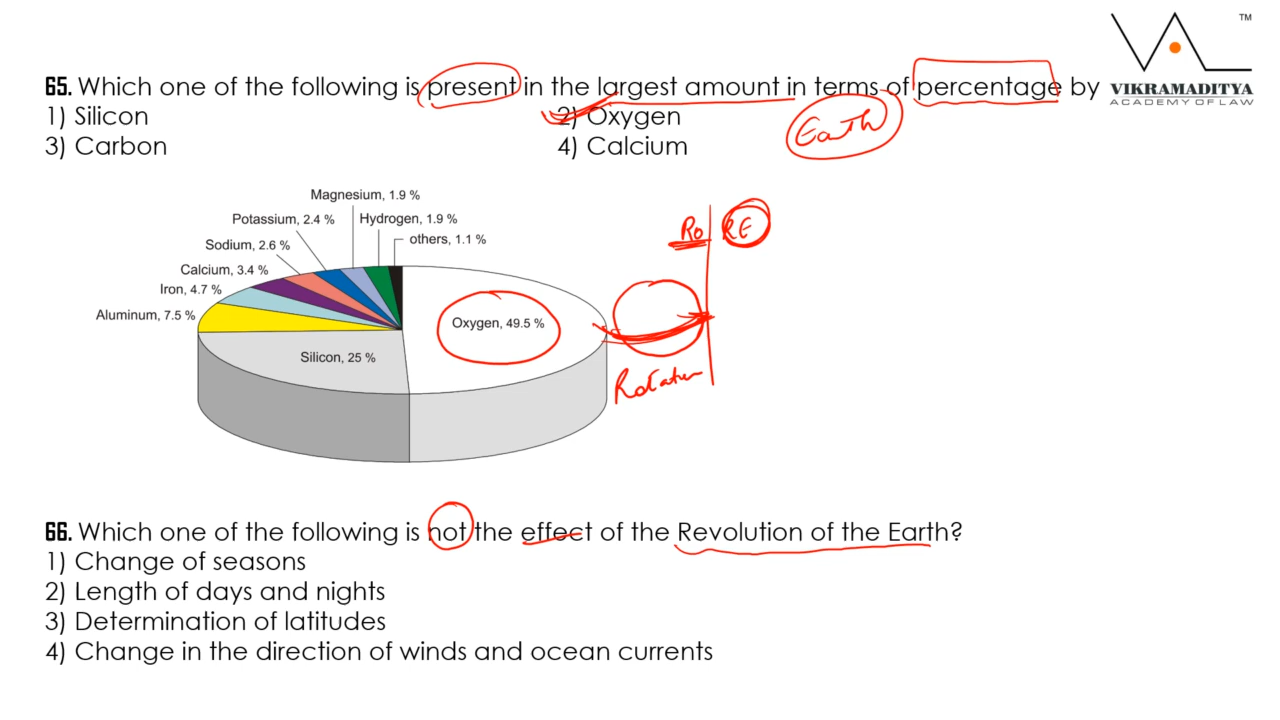 TM
VIKRAMADITYA
ACADEMY OF LAW
65. Which one of the following is present in the largest amount in terms of percentage by
1) Silicon
2) Oxygen
3) Carbon
4) Calcium
Earth
Magnesium, 1.9 %
Potassium, 2.4 %
Hydrogen, 1.9 %
Sodium, 2.6 %
others, 1.1 %
Calcium, 3.4 %
Iron, 4.7 %
Aluminum, 7.5 %
Oxygen, 49.5 %
Silicon, 25 %
Ro RE
Rotation
66. Which one of the following is not the effect of the Revolution of the Earth?
1) Change of seasons
2) Length of days and nights
3) Determination of latitudes
4) Change in the direction of winds and ocean currents